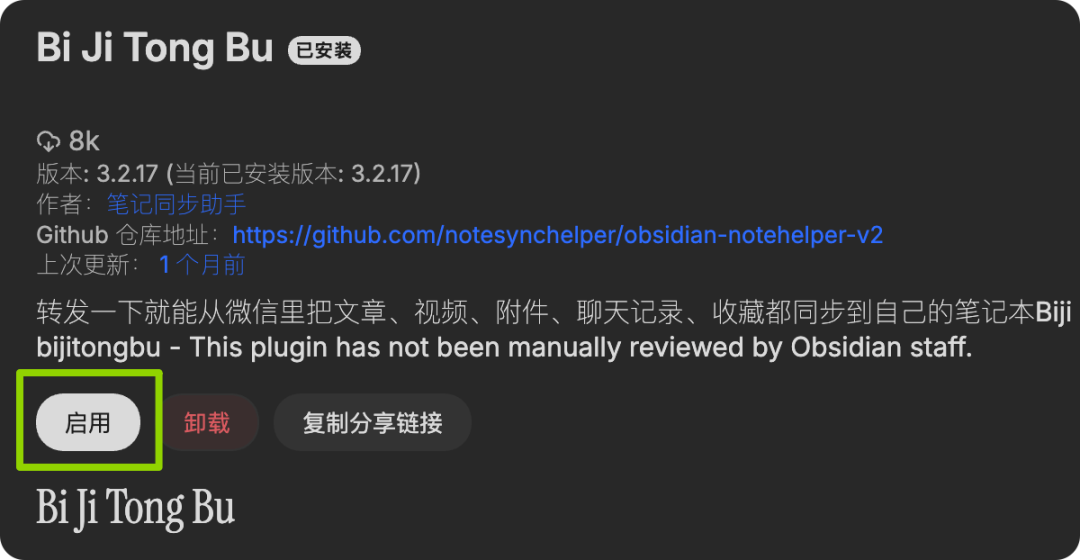 Bi Ji Tong Bu 已安装
8k
版本: 3.2.17 (当前已安装版本: 3.2.17)
作者: 笔记同步助手
Github 仓库地址: https://github.com/notesynchelper/obsidian-notehelper-v2
上次更新: 1 个月前
转发一下就能从微信里把文章、视频、附件、聊天记录、收藏都同步到自己的笔记本Biji
bijitongbu - This plugin has not been manually reviewed by Obsidian staff.
启用 卸载 复制分享链接
Bi Ji Tong Bu